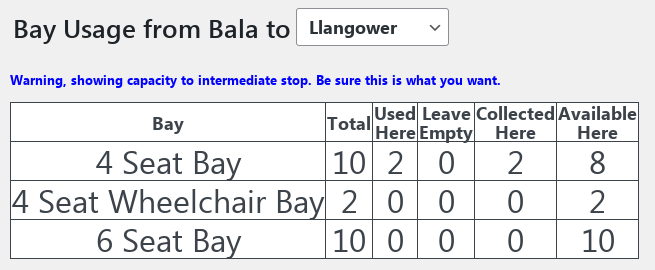 Bay Usage from Bala to Llangower
Warning, showing capacity to intermediate stop. Be sure this is what you want.
Bay Total Used Here Leave Empty Collected Here Available Here
4 Seat Bay 10 2 0 2 8
4 Seat Wheelchair Bay 2 0 0 0 2
6 Seat Bay 10 0 0 0 10